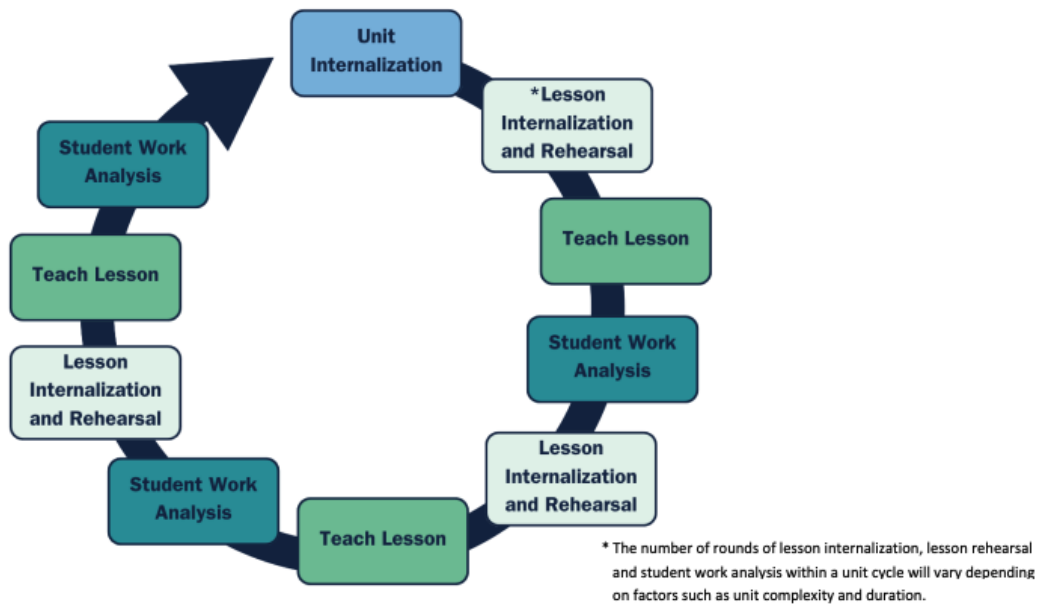 Unit
Internalization
*Lesson
Internalization
and Rehearsal
Teach Lesson
Student Work
Analysis
Lesson
Internalization
and Rehearsal
Teach Lesson
Student Work
Analysis
Lesson
Internalization
and Rehearsal
Teach Lesson
Student Work
Analysis
* The number of rounds of lesson internalization, lesson rehearsal
and student work analysis within a unit cycle will vary depending
on factors such as unit complexity and duration.